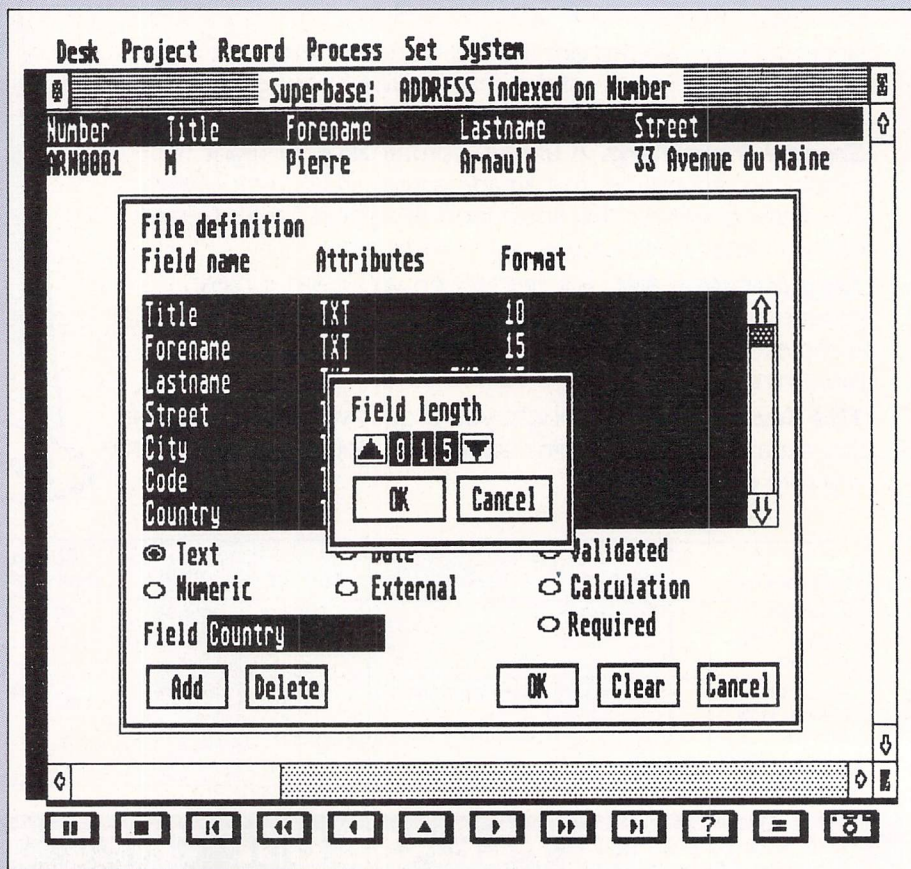 Desk Project Record Process Set System
Superbase: ADDRESS indexed on Number
Number Title Forename Lastname Street
ARN0001 M Pierre Arnauld 33 Avenue du Maine
File definition
Field name Attributes Format
Title TXT 10
Forename TXT 15
Lastname
Street
City
Code
Country
Field length
015
OK Cancel
Text Date Validated
Numeric External Calculation
Required
Field Country
Add Delete OK Clear Cancel
? =